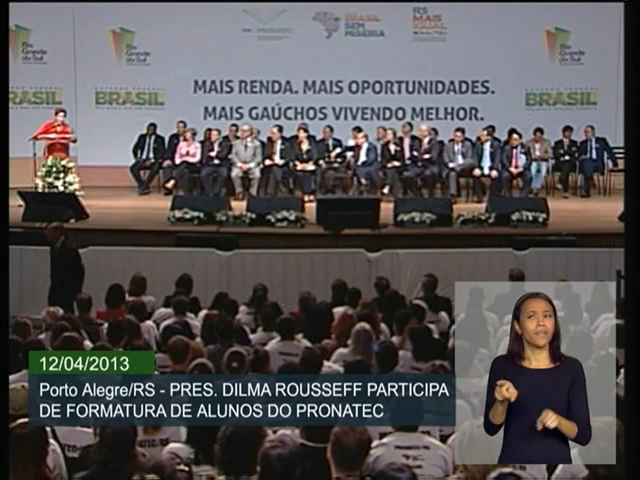 Rio Grande do Sul
PRONATEC
BRASIL SEM MISÉRIA
RS MAIS IGUAL
Rio Grande do Sul
BRASIL
BRASIL
BRASIL
MAIS RENDA. MAIS OPORTUNIDADES.
MAIS GAÚCHOS VIVENDO MELHOR.
12/04/2013
Porto Alegre/RS - PRES. DILMA ROUSSEFF PARTICIPA
DE FORMATURA DE ALUNOS DO PRONATEC